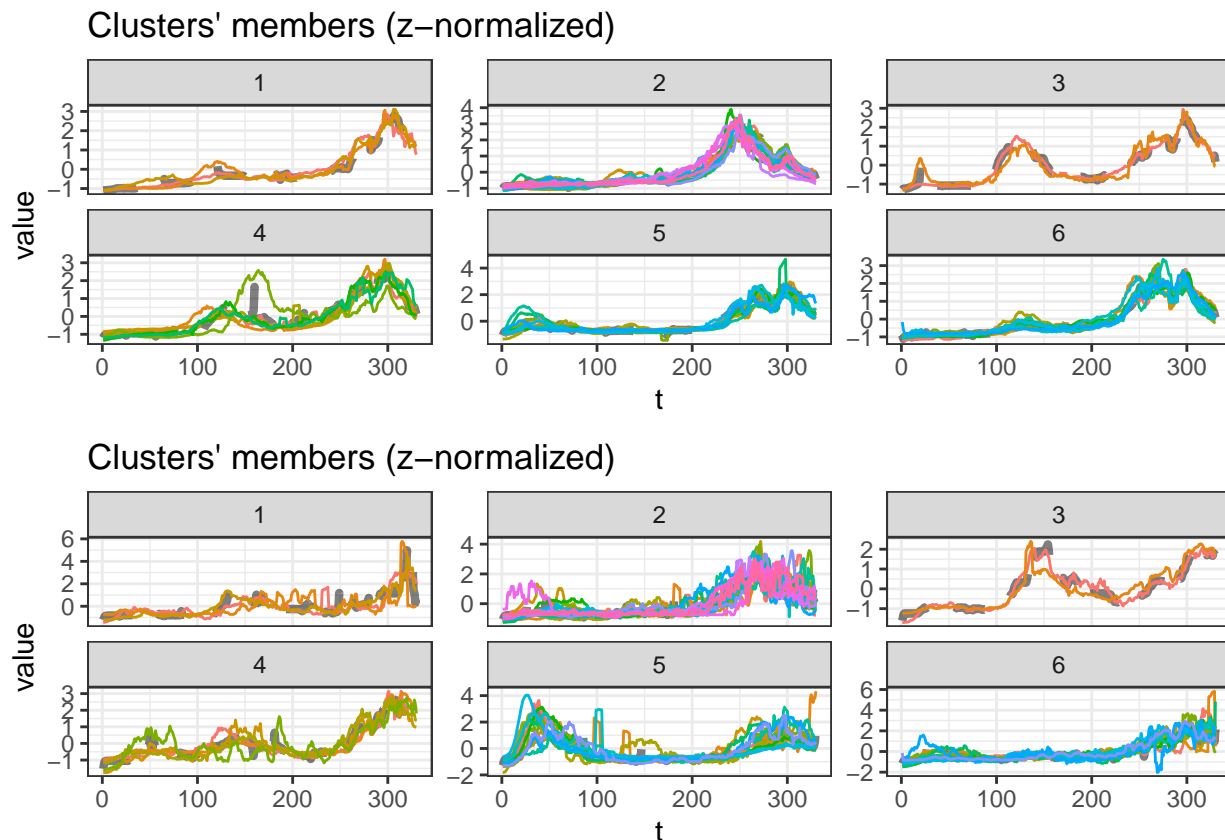 Clusters' members (z−normalized)
1 2 3
3 4 3
2 3 2
1 2 1
0 1 0
−1 0 −1
−1
4 5 6
3 4 3
2 2 2
1 0 1
0 0
−1 −1
0 100 200 300 0 100 200 300 0 100 200 300
value
t
Clusters' members (z−normalized)
1 2 3
6 4 2
4 2 1
2 0 0
0 −1
4 5 6
3 4 6
2 2 4
1 0 2
0 −2 0
−1 −2
0 100 200 300 0 100 200 300 0 100 200 300
value
t